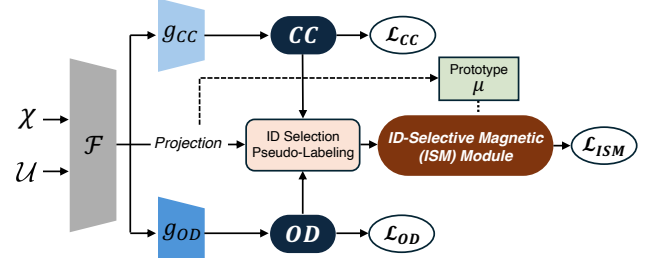 g_CC
CC
ℒ_CC
Prototype
μ
𝒳
ℱ
Projection
ID Selection
Pseudo-Labeling
ID-Selective Magnetic
(ISM) Module
ℒ_ISM
𝒰
g_OD
OD
ℒ_OD